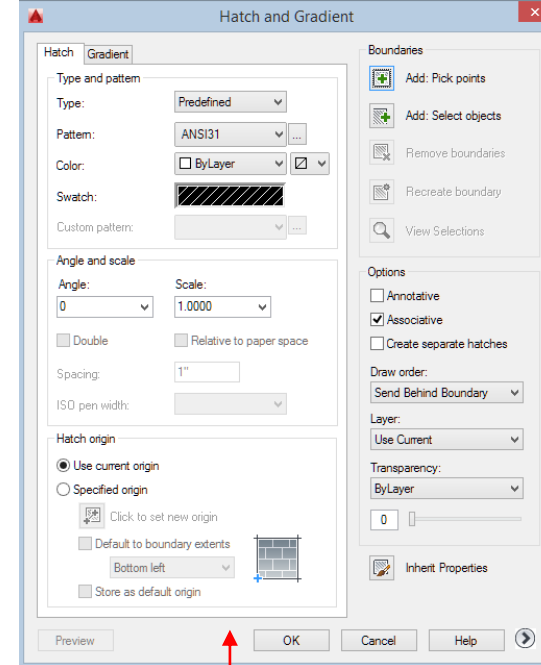 Hatch and Gradient
Hatch Gradient
Type and pattern
Type: Predefined
Pattern: ANSI31 ...
Color: ByLayer
Swatch:
Custom pattern: ...
Angle and scale
Angle: Scale:
0 1.0000
Double Relative to paper space
Spacing: 1"
ISO pen width:
Hatch origin
Use current origin
Specified origin
Click to set new origin
Default to boundary extents
Bottom left
Store as default origin
Boundaries
Add: Pick points
Add: Select objects
Remove boundaries
Recreate boundary
View Selections
Options
Annotative
Associative
Create separate hatches
Draw order:
Send Behind Boundary
Layer:
Use Current
Transparency:
ByLayer
0
Inherit Properties
Preview OK Cancel Help